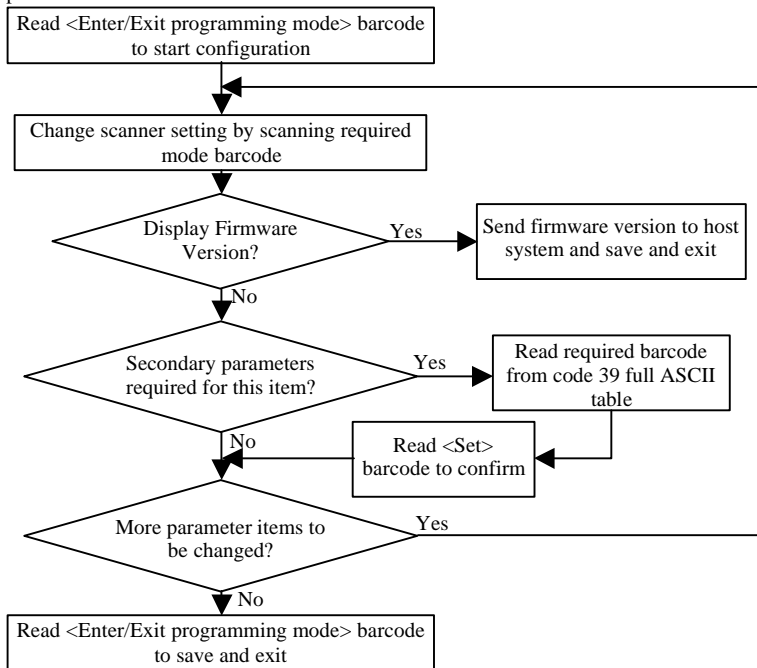 Read <Enter/Exit programming mode> barcode
to start configuration
Change scanner setting by scanning required
mode barcode
Display Firmware
Version?
Yes
Send firmware version to host
system and save and exit
No
Secondary parameters
required for this item?
Yes
Read required barcode
from code 39 full ASCII
table
No
Read <Set>
barcode to confirm
More parameter items to
be changed?
Yes
No
Read <Enter/Exit programming mode> barcode
to save and exit